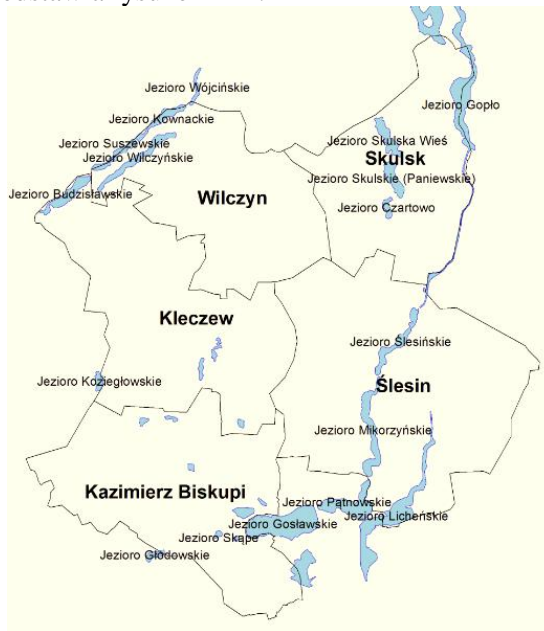 Jezioro Wójcińskie
Jezioro Kownackie
Jezioro Gopło
Jezioro Suszewskie
Jezioro Skulska Wieś
Jezioro Wilczyńskie
Skulsk
Jezioro Skulskie (Paniewskie)
Jezioro Budzisławskie
Wilczyn
Jezioro Czartowo
Kleczew
Jezioro Ślesińskie
Jezioro Koziegłowskie
Ślesin
Jezioro Mikorzyńskie
Kazimierz Biskupi
Jezioro Pątnowskie
Jezioro Licheńskie
Jezioro Gosławskie
Jezioro Skąpe
Jezioro Głodowskie